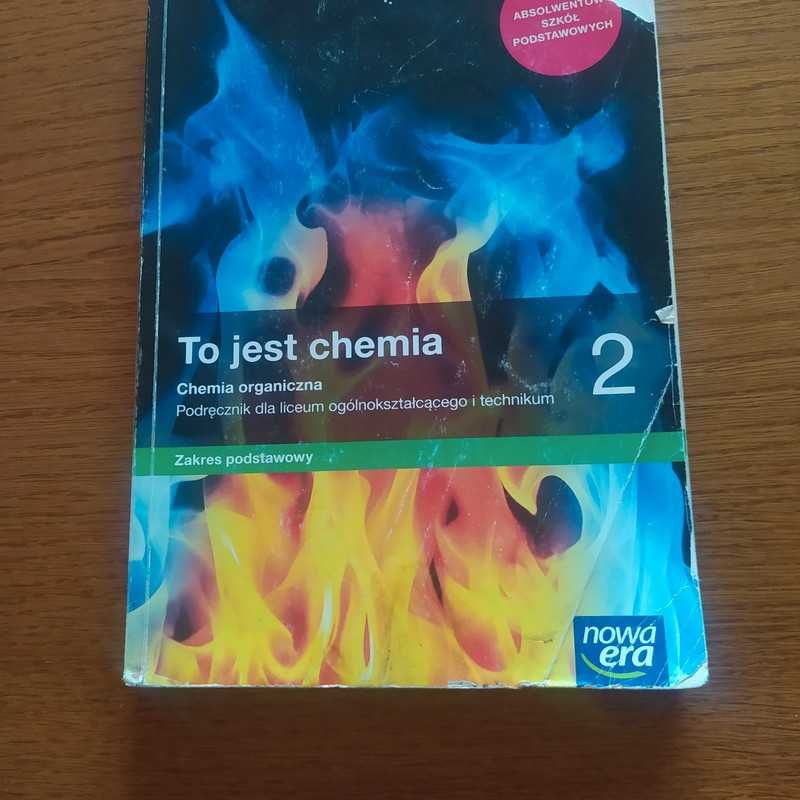 ABSOLWENTÓW
SZKÓŁ
PODSTAWOWYCH
To jest chemia
2
Chemia organiczna
Podręcznik dla liceum ogólnokształcącego i technikum
Zakres podstawowy
nowa
era